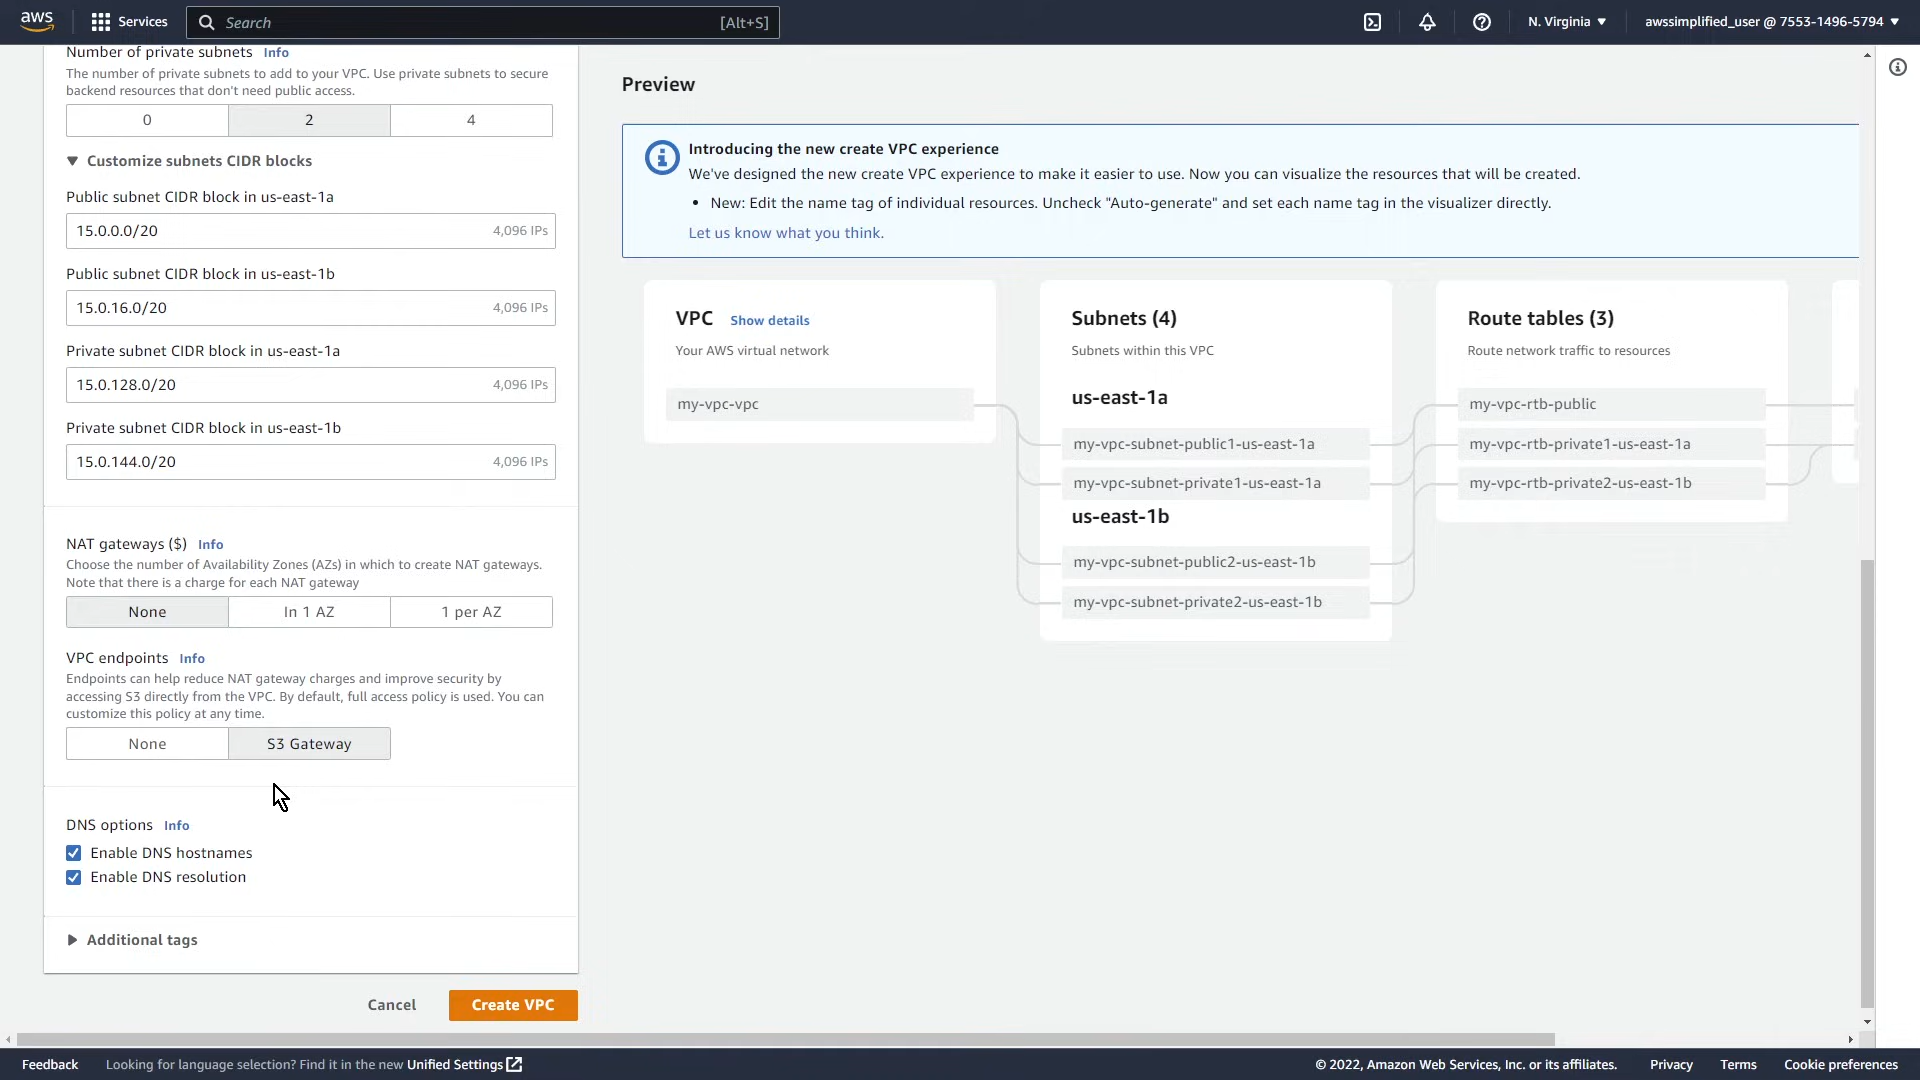 aws
Services
Search
[Alt+S]
N. Virginia
awssimplified_user @ 7553-1496-5794
Number of private subnets Info
The number of private subnets to add to your VPC. Use private subnets to secure
backend resources that don't need public access.
0
2
4
Customize subnets CIDR blocks
Public subnet CIDR block in us-east-1a
15.0.0.0/20
4,096 IPs
Public subnet CIDR block in us-east-1b
15.0.16.0/20
4,096 IPs
Private subnet CIDR block in us-east-1a
15.0.128.0/20
4,096 IPs
Private subnet CIDR block in us-east-1b
15.0.144.0/20
4,096 IPs
NAT gateways ($) Info
Choose the number of Availability Zones (AZs) in which to create NAT gateways.
Note that there is a charge for each NAT gateway
None
In 1 AZ
1 per AZ
VPC endpoints Info
Endpoints can help reduce NAT gateway charges and improve security by
accessing S3 directly from the VPC. By default, full access policy is used. You can
customize this policy at any time.
None
S3 Gateway
DNS options Info
Enable DNS hostnames
Enable DNS resolution
Additional tags
Cancel
Create VPC
Preview
Introducing the new create VPC experience
We've designed the new create VPC experience to make it easier to use. Now you can visualize the resources that will be created.
• New: Edit the name tag of individual resources. Uncheck "Auto-generate" and set each name tag in the visualizer directly.
Let us know what you think.
VPC Show details
Your AWS virtual network
my-vpc-vpc
Subnets (4)
Subnets within this VPC
us-east-1a
my-vpc-subnet-public1-us-east-1a
my-vpc-subnet-private1-us-east-1a
us-east-1b
my-vpc-subnet-public2-us-east-1b
my-vpc-subnet-private2-us-east-1b
Route tables (3)
Route network traffic to resources
my-vpc-rtb-public
my-vpc-rtb-private1-us-east-1a
my-vpc-rtb-private2-us-east-1b
Feedback
Looking for language selection? Find it in the new Unified Settings
© 2022, Amazon Web Services, Inc. or its affiliates.
Privacy
Terms
Cookie preferences